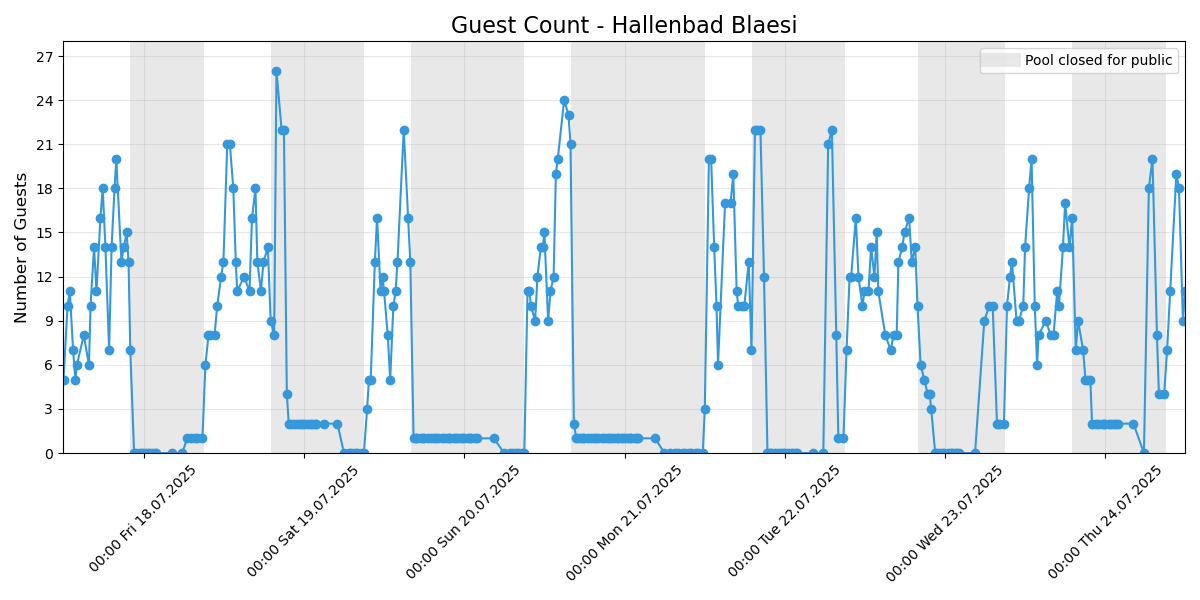 Guest Count - Hallenbad Blaesi
Pool closed for public
Number of Guests
27
24
21
18
15
12
9
6
3
0
00:00 Fri 18.07.2025
00:00 Sat 19.07.2025
00:00 Sun 20.07.2025
00:00 Mon 21.07.2025
00:00 Tue 22.07.2025
00:00 Wed 23.07.2025
00:00 Thu 24.07.2025